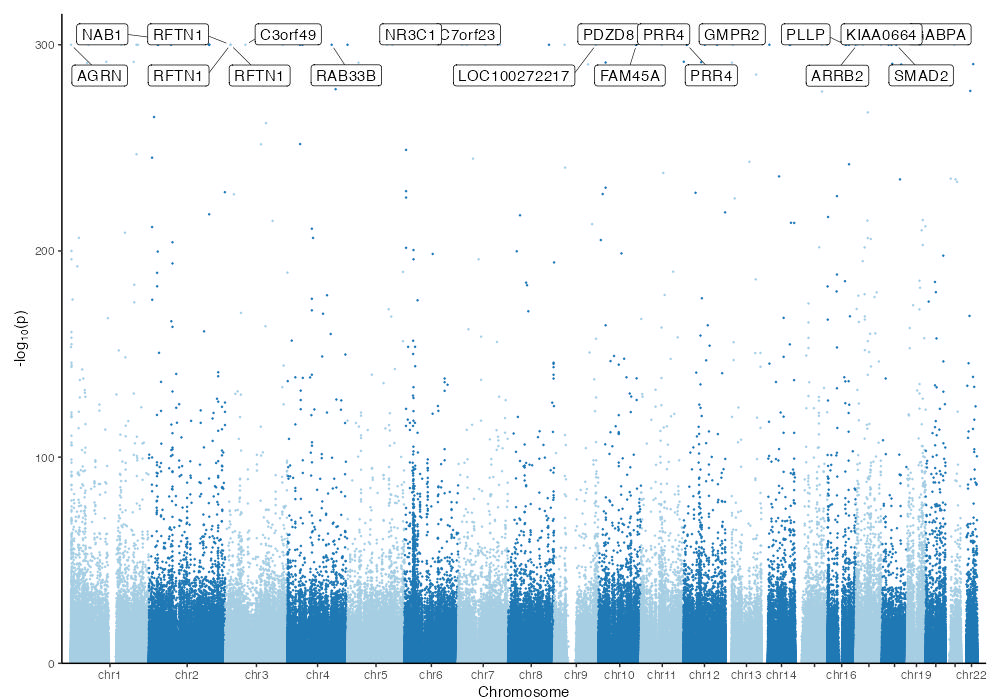 NAB1 RFTN1 C3orf49 NR3C1 C7orf23 PDZD8 PRR4 GMPR2 PLLP KIAA0664 GABPA
300
AGRN RFTN1 RFTN1 RAB33B LOC100272217 FAM45A PRR4 ARRB2 SMAD2
200
-log10(p)
100
0
chr1 chr2 chr3 chr4 chr5 chr6 chr7 chr8 chr9 chr10 chr11 chr12 chr13 chr14 chr16 chr19 chr22
Chromosome